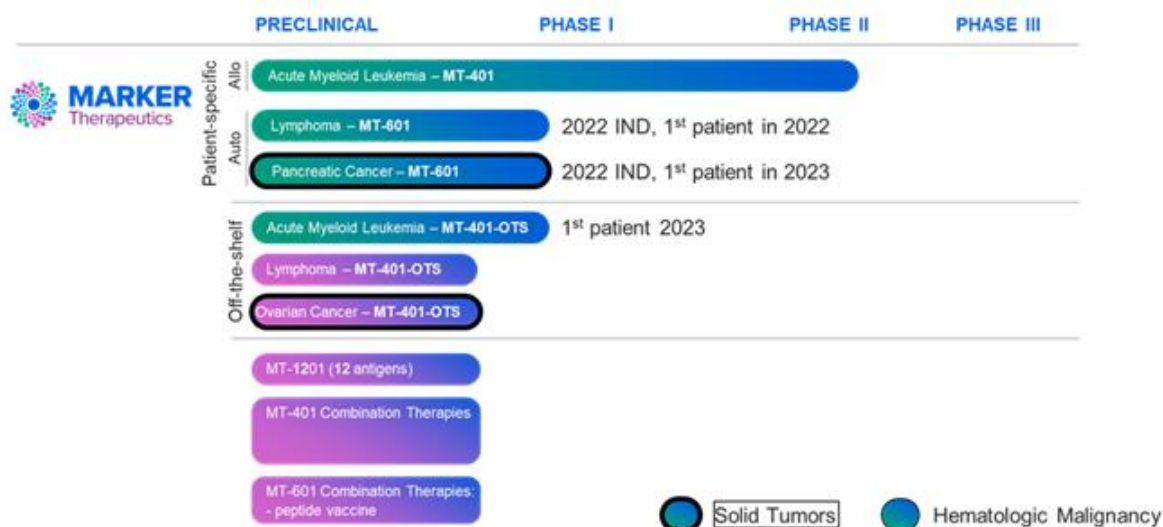 PRECLINICAL PHASE I PHASE II PHASE III
MARKER
Therapeutics
Patient-specific
Allo
Acute Myeloid Leukemia – MT-401
Auto
Lymphoma – MT-601 2022 IND, 1st patient in 2022
Pancreatic Cancer – MT-601 2022 IND, 1st patient in 2023
Off-the-shelf
Acute Myeloid Leukemia – MT-401-OTS 1st patient 2023
Lymphoma – MT-401-OTS
Ovarian Cancer – MT-401-OTS
MT-1201 (12 antigens)
MT-401 Combination Therapies
MT-601 Combination Therapies:
- peptide vaccine
Solid Tumors Hematologic Malignancy